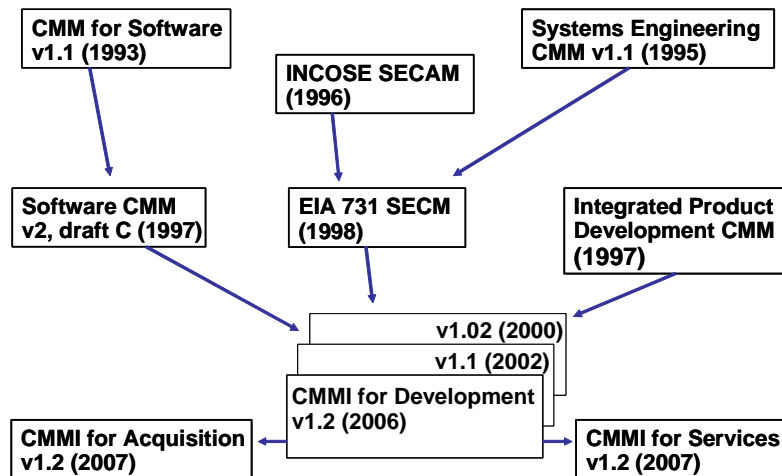 CMM for Software
v1.1 (1993)
INCOSE SECAM
(1996)
Systems Engineering
CMM v1.1 (1995)
Software CMM
v2, draft C (1997)
EIA 731 SECM
(1998)
Integrated Product
Development CMM
(1997)
v1.02 (2000)
v1.1 (2002)
CMMI for Development
v1.2 (2006)
CMMI for Acquisition
v1.2 (2007)
CMMI for Services
v1.2 (2007)